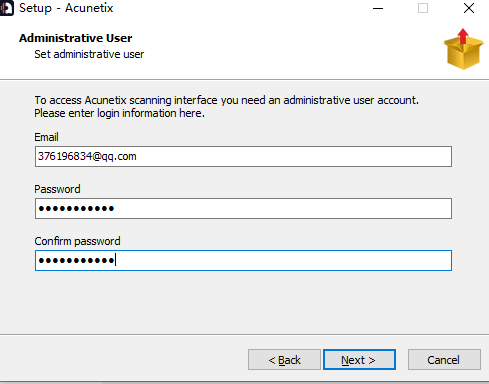 Setup - Acunetix
Administrative User
Set administrative user
To access Acunetix scanning interface you need an administrative user account.
Please enter login information here.
Email
376196834@qq.com
Password
●●●●●●●●●●●
Confirm password
●●●●●●●●●●●
< Back
Next >
Cancel